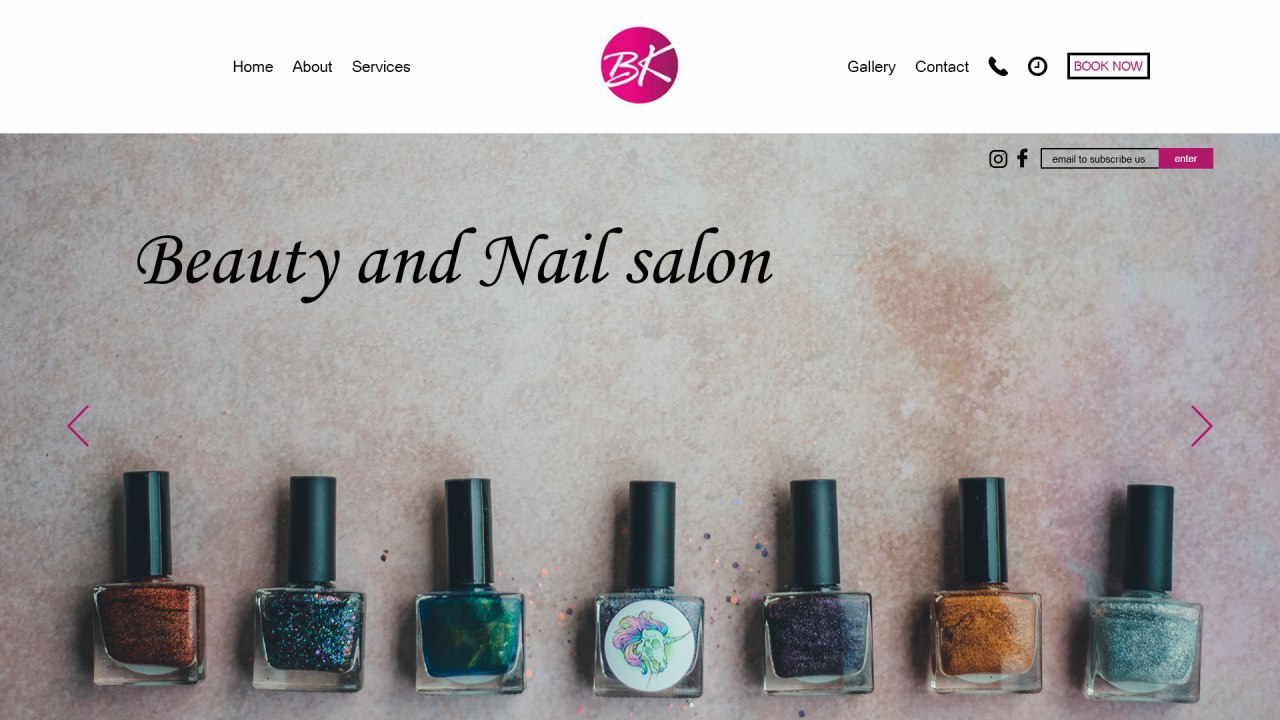 Home About Services BK Gallery Contact BOOK NOW
email to subscribe us enter
Beauty and Nail salon